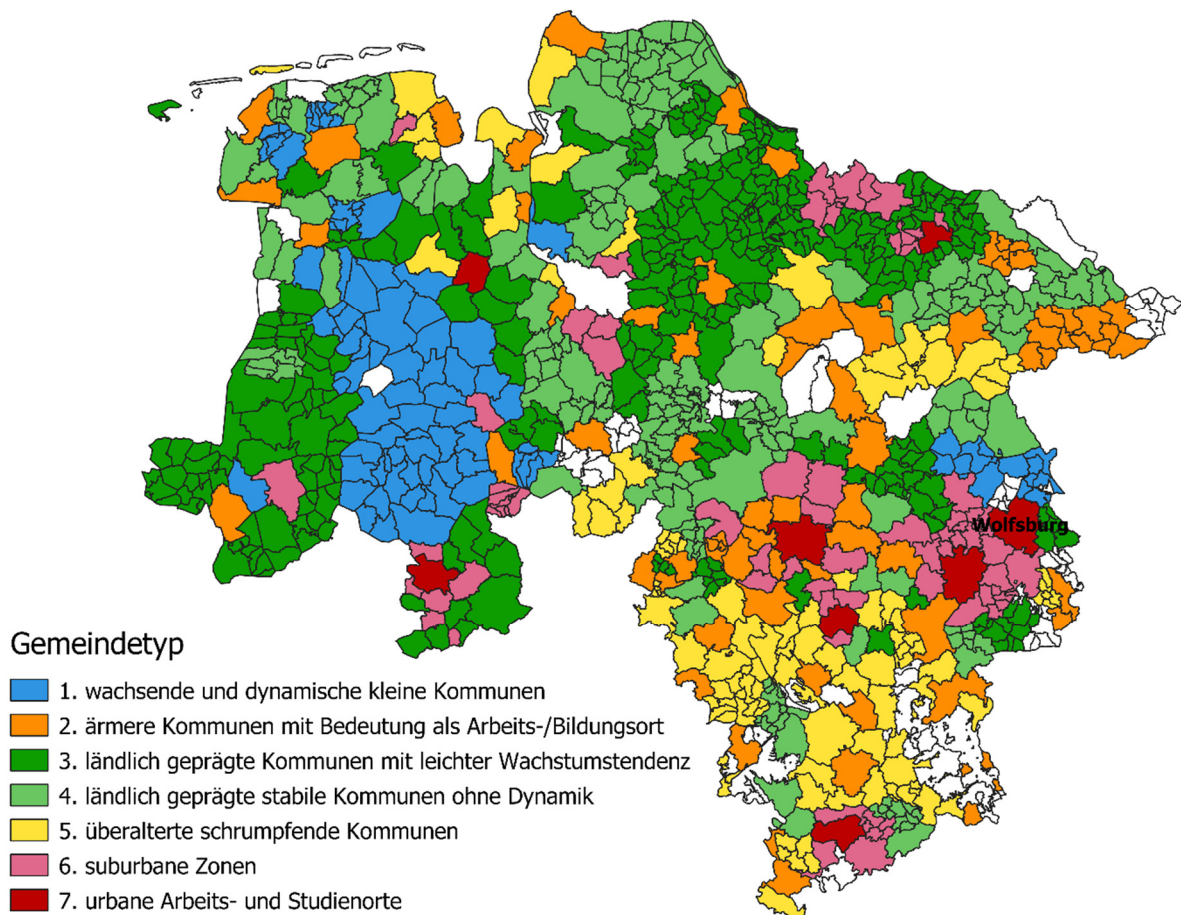 Wolfsburg
Gemeindetyp
1. wachsende und dynamische kleine Kommunen
2. ärmere Kommunen mit Bedeutung als Arbeits-/Bildungsort
3. ländlich geprägte Kommunen mit leichter Wachstumstendenz
4. ländlich geprägte stabile Kommunen ohne Dynamik
5. überalterte schrumpfende Kommunen
6. suburbane Zonen
7. urbane Arbeits- und Studienorte